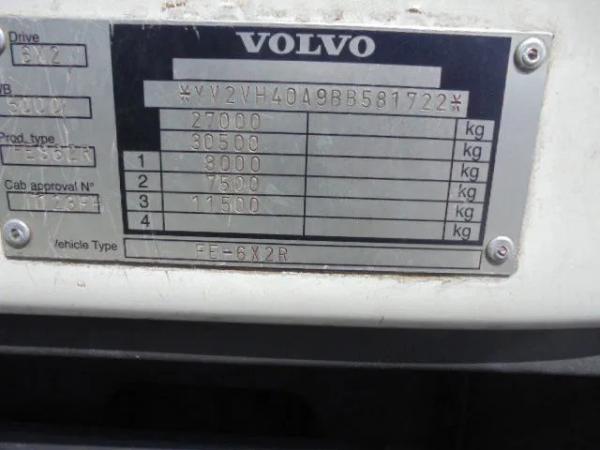 Drive
VOLVO
6X2
*YV2VH40A9BB581722*
27000 kg
30500 kg
Prod. type
1 8000 kg
2 7500 kg
Cab approval N°
3 11500 kg
4 kg
Vehicle Type FE-6X2R